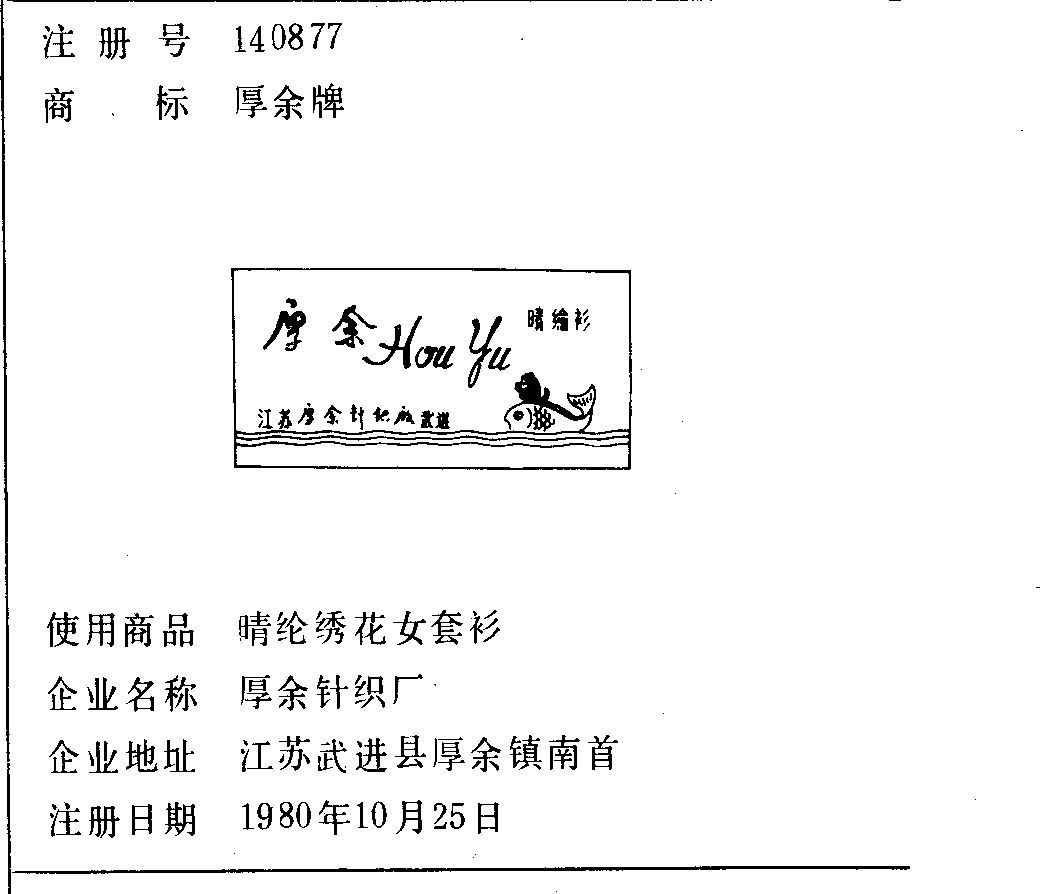 注册号 140877
商标 厚余牌
厚余 Hou Yu 晴纶衫
江苏厚余针织厰 武進
使用商品 晴纶绣花女套衫
企业名称 厚余针织厂
企业地址 江苏武进县厚余镇南首
注册日期 1980年10月25日